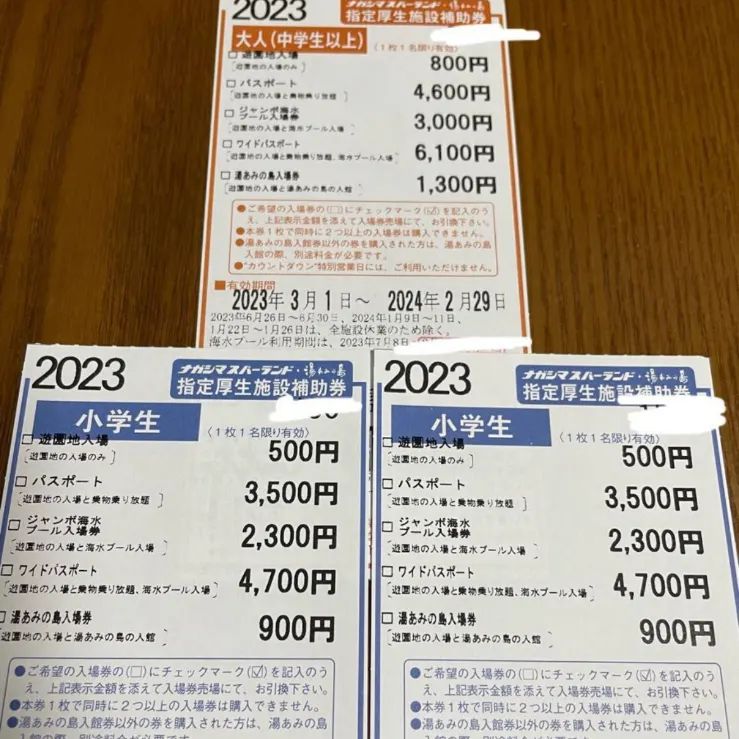 2023
ナガシマスパーランド・湯あみの島
指定厚生施設補助券
大人(中学生以上)
(1枚1名限り有効)
□ 遊園地入場
800円
[遊園地の入場のみ]
□ パスポート
4,600円
[遊園地の入場と乗物乗り放題]
□ ジャンボ海水
プール入場券
3,000円
[遊園地の入場と海水プール入場]
□ ワイドパスポート
6,100円
[遊園地の入場と乗物乗り放題、海水プール入場]
□ 湯あみの島入場券
1,300円
[遊園地の入場と湯あみの島の入館]
●ご希望の入場券の(□)にチェックマーク(☑)を記入のう
え、上記表示金額を添えて入場券売場にて、お引換下さい。
●本券1枚で同時に2つ以上の入場券は購入できません。
●湯あみの島入館券以外の券を購入された方は、湯あみの島
入館の際、別途料金が必要です。
●"カウントダウン"特別営業日には、ご利用いただけません。
■有効期間
2023年3月1日〜 2024年2月29日
2023年6月26日〜6月30日、2024年1月9日〜11日、
1月22日〜1月26日は、全施設休業のため除く。
海水プール利用期間は、2023年7月8日-
2023
ナガシマスパーランド・湯あみの島
指定厚生施設補助券
小学生
(1枚1名限り有効)
□ 遊園地入場
500円
[遊園地の入場のみ]
□ パスポート
3,500円
[遊園地の入場と乗物乗り放題]
□ ジャンボ海水
プール入場券
2,300円
[遊園地の入場と海水プール入場]
□ ワイドパスポート
4,700円
[遊園地の入場と乗物乗り放題、海水プール入場]
□ 湯あみの島入場券
900円
[遊園地の入場と湯あみの島の入館]
●ご希望の入場券の(□)にチェックマーク(☑)を記入のう
え、上記表示金額を添えて入場券売場にて、お引換下さい。
●本券1枚で同時に2つ以上の入場券は購入できません。
●湯あみの島入館券以外の券を購入された方は、湯あみの島
入館の際、別途料金が必要です。
2023
ナガシマスパーランド・湯あみの島
指定厚生施設補助券
小学生
(1枚1名限り有効)
□ 遊園地入場
500円
[遊園地の入場のみ]
□ パスポート
3,500円
[遊園地の入場と乗物乗り放題]
□ ジャンボ海水
プール入場券
2,300円
[遊園地の入場と海水プール入場]
□ ワイドパスポート
4,700円
[遊園地の入場と乗物乗り放題、海水プール入場]
□ 湯あみの島入場券
900円
[遊園地の入場と湯あみの島の入館]
●ご希望の入場券の(□)にチェックマーク(☑)を記入のう
え、上記表示金額を添えて入場券売場にて、お引換下さい。
●本券1枚で同時に2つ以上の入場券は購入できません。
●湯あみの島入館券以外の券を購入された方は、湯あみの島